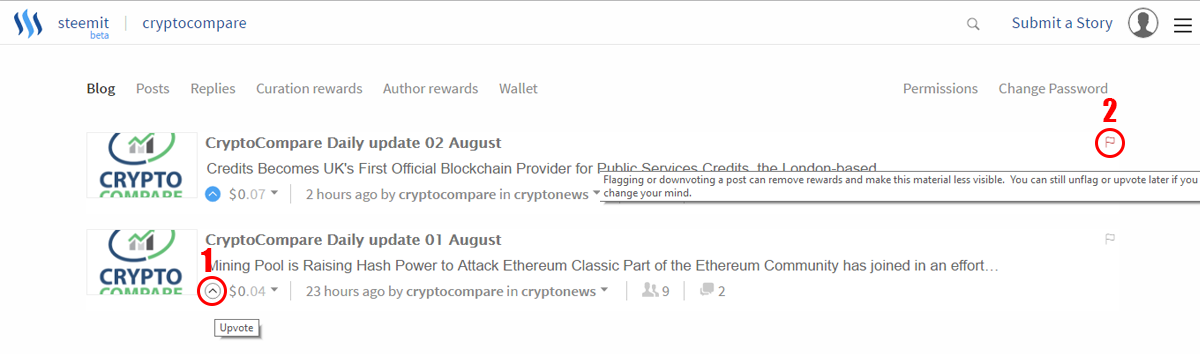 steemit beta cryptocompare Submit a Story
Blog Posts Replies Curation rewards Author rewards Wallet Permissions Change Password
2
CRYPTO COMPARE
CryptoCompare Daily update 02 August
Credits Becomes UK's First Official Blockchain Provider for Public Services Credits, the London-based
$0.07 2 hours ago by cryptocompare in cryptonews
Flagging or downvoting a post can remove rewards and make this material less visible. You can still unflag or upvote later if you
change your mind.
CRYPTO COMPARE
CryptoCompare Daily update 01 August
1
Mining Pool is Raising Hash Power to Attack Ethereum Classic Part of the Ethereum Community has joined in an effort…
$0.04 23 hours ago by cryptocompare in cryptonews 9 2
Upvote